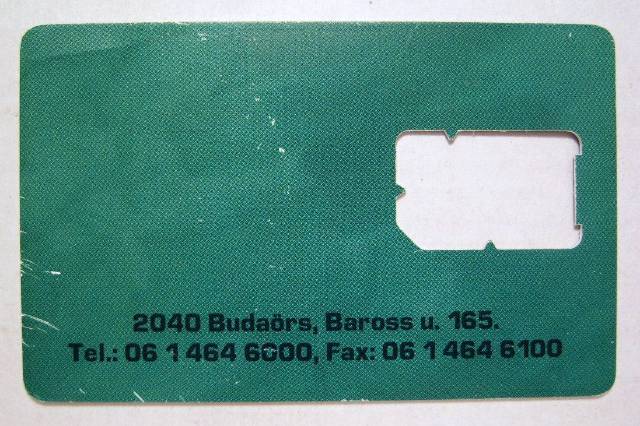 2040 Budaörs, Baross u. 165.
Tel.: 06 1 464 6000, Fax: 06 1 464 6100